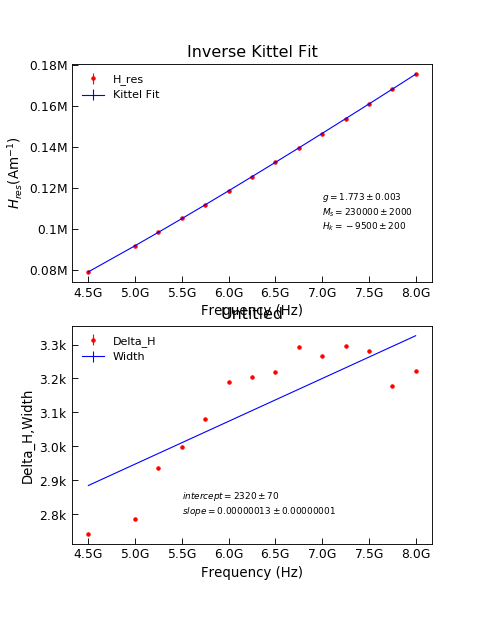 Inverse Kittel Fit
0.18M
H_res
Kittel Fit
0.16M
0.14M
H_{res}(Am^{-1})
0.12M
g = 1.773 ± 0.003
M_s = 230000 ± 2000
0.1M
H_k = −9500 ± 200
0.08M
4.5G 5.0G 5.5G 6.0G 6.5G 7.0G 7.5G 8.0G
Frequency (Hz)
Untitled
3.3k
Delta_H
Width
3.2k
3.1k
Delta_H,Width
3.0k
2.9k
intercept = 2320 ± 70
slope = 0.00000013 ± 0.00000001
2.8k
4.5G 5.0G 5.5G 6.0G 6.5G 7.0G 7.5G 8.0G
Frequency (Hz)